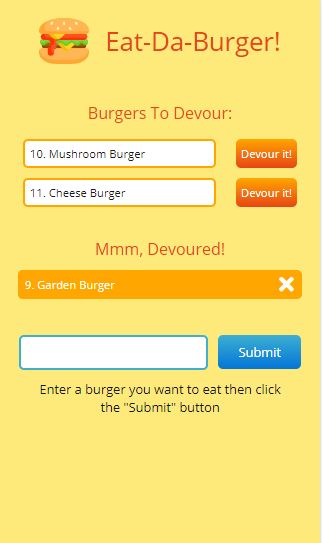 Eat-Da-Burger!
Burgers To Devour:
10. Mushroom Burger
Devour it!
11. Cheese Burger
Devour it!
Mmm, Devoured!
9. Garden Burger
Submit
Enter a burger you want to eat then click
the "Submit" button